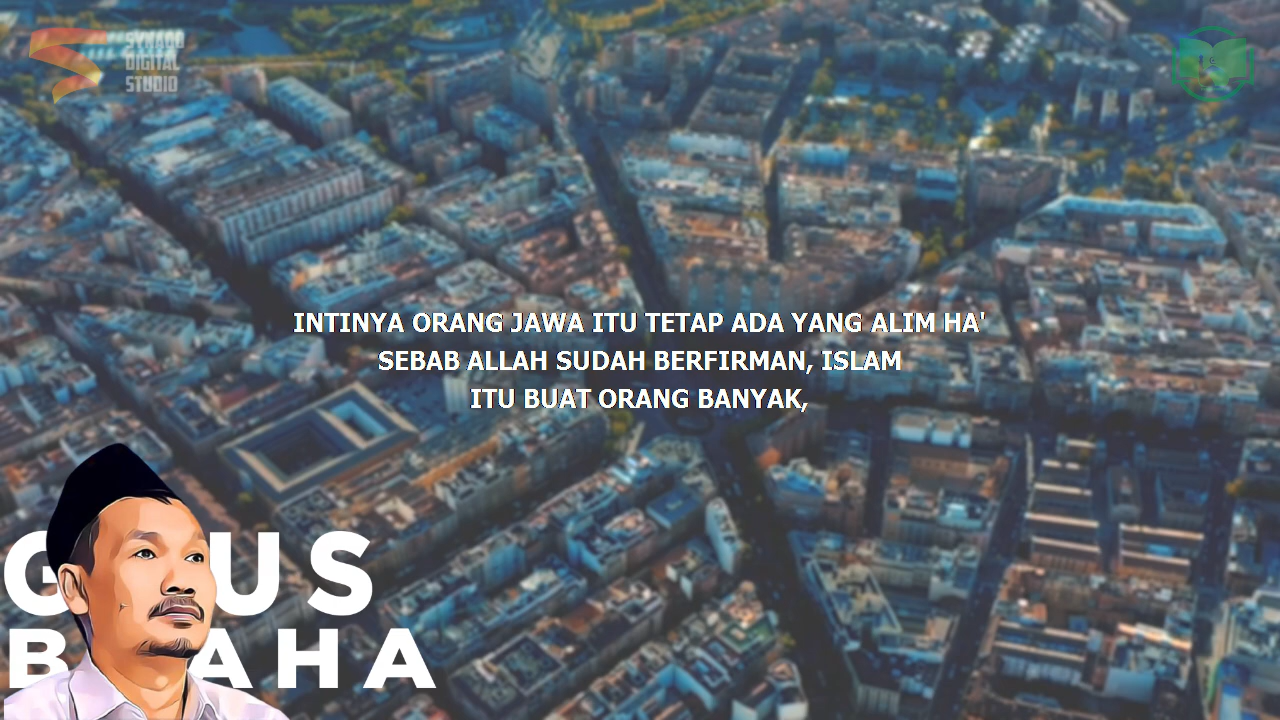 SYNADO
DIGITAL
STUDIO
INTINYA ORANG JAWA ITU TETAP ADA YANG ALIM HA'
SEBAB ALLAH SUDAH BERFIRMAN, ISLAM
ITU BUAT ORANG BANYAK,
GUS
BAHA